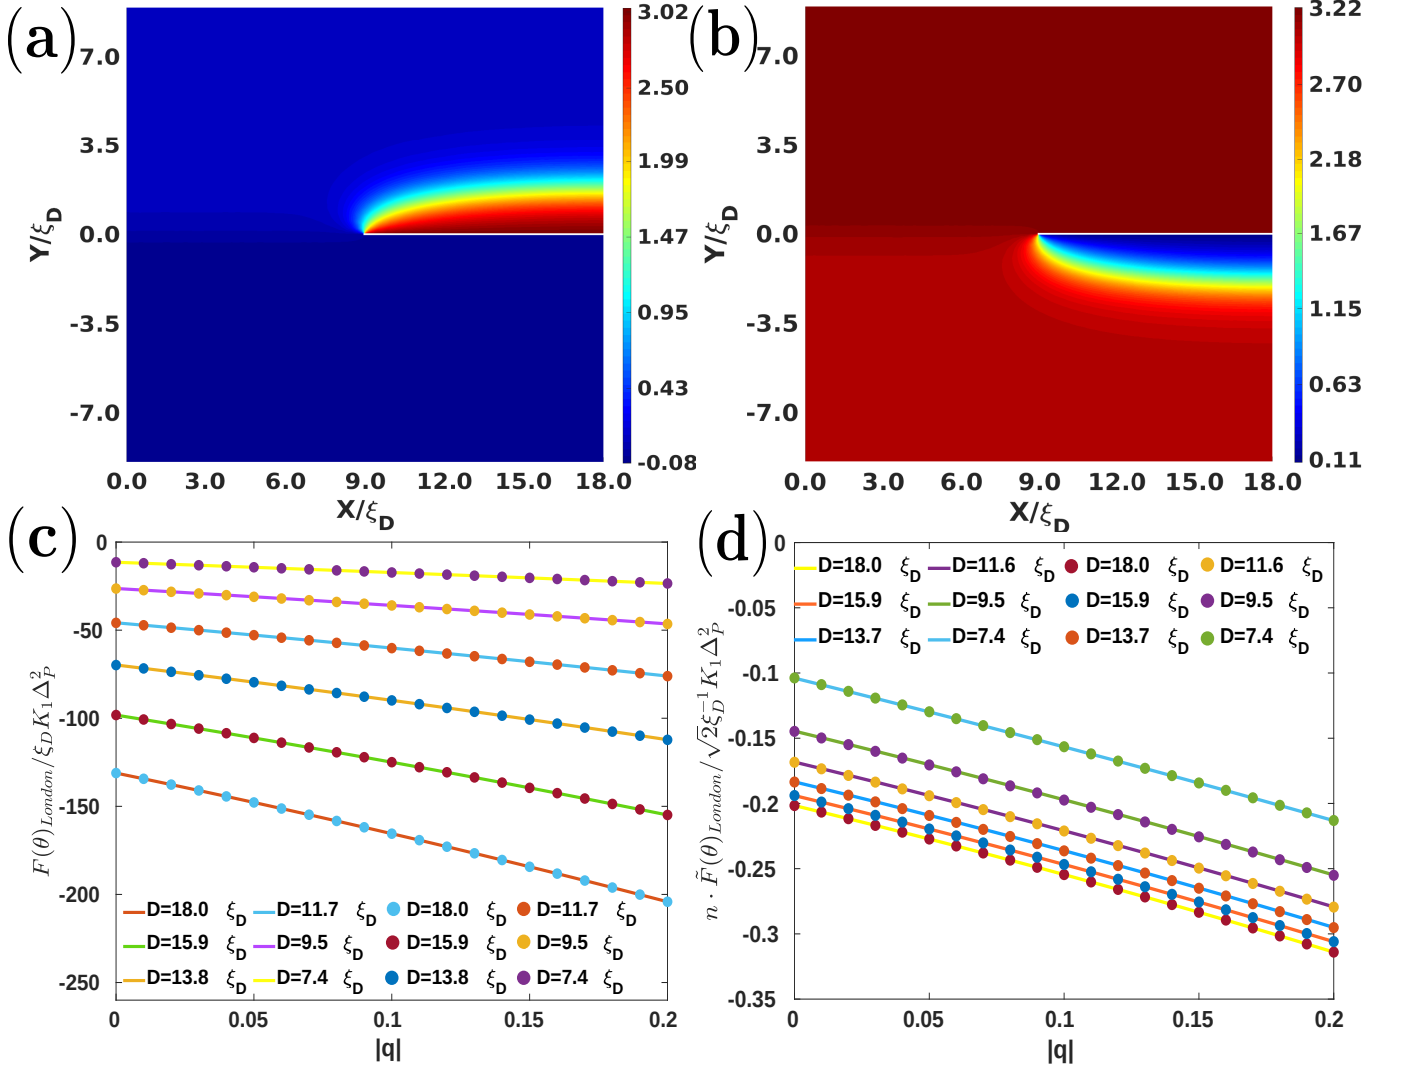 (a)
(b)
7.0
3.5
0.0
-3.5
-7.0
Y/ξD
0.0 3.0 6.0 9.0 12.0 15.0 18.0
X/ξD
3.02
2.50
1.99
1.47
0.95
0.43
-0.08
7.0
3.5
0.0
-3.5
-7.0
Y/ξD
0.0 3.0 6.0 9.0 12.0 15.0 18.0
X/ξD
3.22
2.70
2.18
1.67
1.15
0.63
0.11
(c)
0
-50
-100
-150
-200
-250
F(θ)London/ξDK1Δ²P
D=18.0 ξD D=11.7 ξD D=18.0 ξD D=11.7 ξD
D=15.9 ξD D=9.5 ξD D=15.9 ξD D=9.5 ξD
D=13.8 ξD D=7.4 ξD D=13.8 ξD D=7.4 ξD
0 0.05 0.1 0.15 0.2
|q|
(d)
0
-0.05
-0.1
-0.15
-0.2
-0.25
-0.3
-0.35
n · F̃(θ)London/√2ξD⁻¹K1Δ²P
D=18.0 ξD D=11.6 ξD D=18.0 ξD D=11.6 ξD
D=15.9 ξD D=9.5 ξD D=15.9 ξD D=9.5 ξD
D=13.7 ξD D=7.4 ξD D=13.7 ξD D=7.4 ξD
0 0.05 0.1 0.15 0.2
|q|